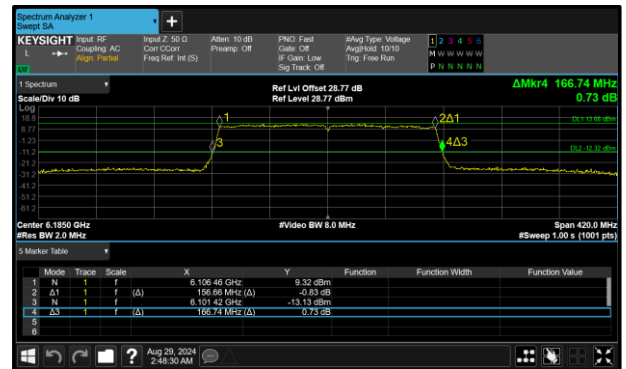 Spectrum Analyzer 1
Swept SA
+
KEYSIGHT Input: RF Input Z: 50 Ω Atten: 10 dB PNO: Fast #Avg Type: Voltage 1 2 3 4 5 6
L Coupling: AC Corr CCorr Preamp: Off Gate: Off Avg|Hold: 10/10 M W W W W W
Align: Partial Freq Ref: Int (S) IF Gain: Low Trig: Free Run
Sig Track: Off P N N N N N
LXI
1 Spectrum
Ref Lvl Offset 28.77 dB ΔMkr4 166.74 MHz
Scale/Div 10 dB Ref Level 28.77 dBm 0.73 dB
Log
18.8 1 2Δ1 DL1 13.68 dBm
8.77
-1.23 3 4Δ3
-11.2 DL2 -12.32 dBm
-21.2
-31.2
-41.2
-51.2
-61.2
Center 6.1850 GHz #Video BW 8.0 MHz Span 420.0 MHz
#Res BW 2.0 MHz #Sweep 1.00 s (1001 pts)
5 Marker Table
Mode Trace Scale X Y Function Function Width Function Value
1 N 1 f 6.106 46 GHz 9.32 dBm
2 Δ1 1 f (Δ) 156.66 MHz (Δ) -0.83 dB
3 N 1 f 6.101 42 GHz -13.13 dBm
4 Δ3 1 f (Δ) 166.74 MHz (Δ) 0.73 dB
5
6
? Aug 29, 2024
2:48:30 AM